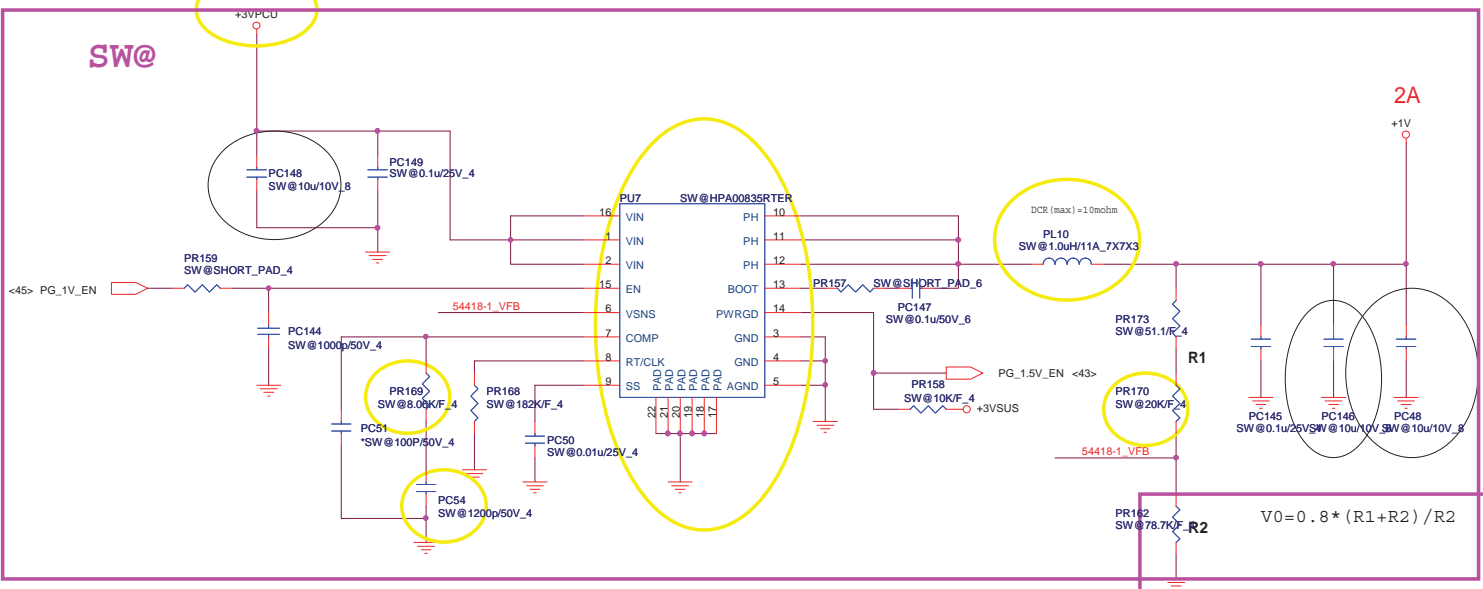 +3VPCU
SW@
2A
+1V
PC148
SW@10u/10V_8
PC149
SW@0.1u/25V_4
PU7
SW@HPA00835RTER
16
VIN
1
VIN
2
VIN
15
EN
6
VSNS
7
COMP
8
RT/CLK
9
SS
PH
10
PH
11
PH
12
BOOT
13
PWRGD
14
GND
3
GND
4
AGND
5
PAD
PAD
PAD
PAD
PAD
PAD
22
21
20
19
18
17
DCR(max)=10mohm
PL10
SW@1.0uH/11A_7X7X3
PR159
SW@SHORT_PAD_4
<45> PG_1V_EN
PR157
SW@SHORT_PAD_6
PC147
SW@0.1u/50V_6
54418-1_VFB
PC144
SW@1000p/50V_4
PR173
SW@51.1/F_4
R1
PG_1.5V_EN <43>
PR169
SW@8.06K/F_4
PR168
SW@182K/F_4
PR158
SW@10K/F_4
+3VSUS
PR170
SW@20K/F_4
PC145
SW@0.1u/25V_4
PC146
SW@10u/10V_8
PC48
SW@10u/10V_8
PC51
*SW@100P/50V_4
PC50
SW@0.01u/25V_4
54418-1_VFB
PC54
SW@1200p/50V_4
PR162
SW@78.7K/F_4
R2
V0=0.8*(R1+R2)/R2